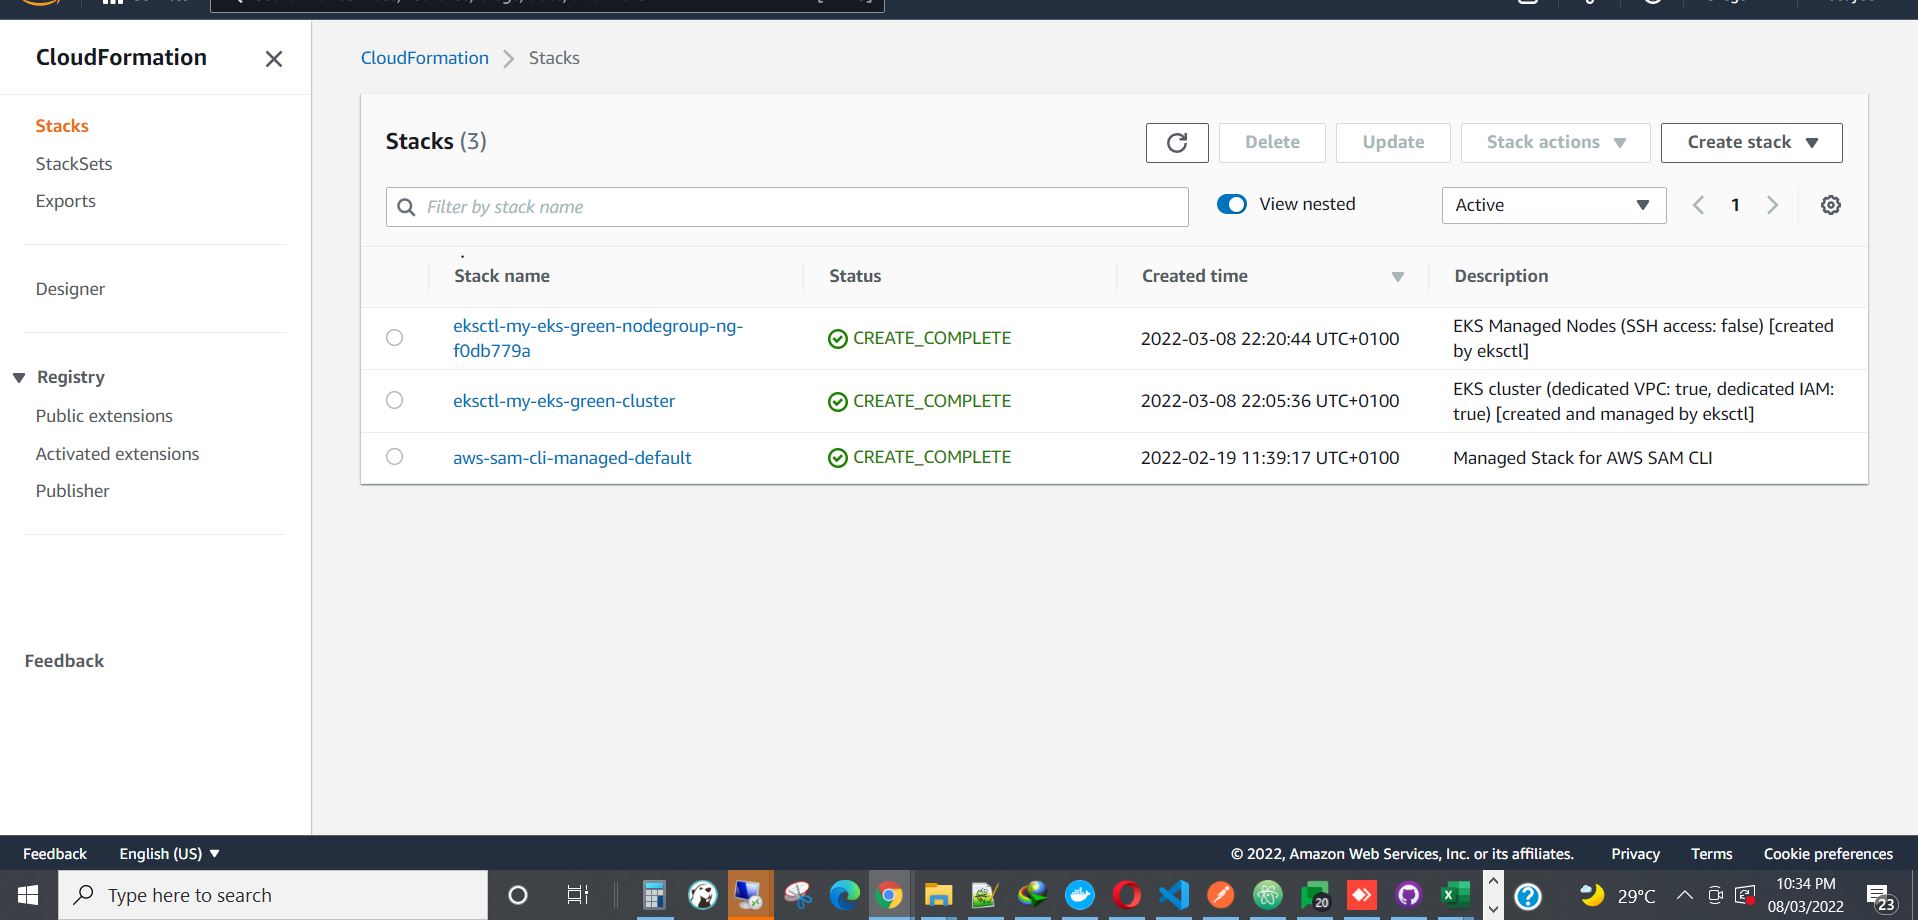 CloudFormation
Stacks
StackSets
Exports
Designer
Registry
Public extensions
Activated extensions
Publisher
Feedback
CloudFormation > Stacks
Stacks (3)
Delete
Update
Stack actions
Create stack
Filter by stack name
View nested
Active
1
Stack name Status Created time Description
eksctl-my-eks-green-nodegroup-ng-
f0db779a
CREATE_COMPLETE
2022-03-08 22:20:44 UTC+0100
EKS Managed Nodes (SSH access: false) [created
by eksctl]
eksctl-my-eks-green-cluster
CREATE_COMPLETE
2022-03-08 22:05:36 UTC+0100
EKS cluster (dedicated VPC: true, dedicated IAM:
true) [created and managed by eksctl]
aws-sam-cli-managed-default
CREATE_COMPLETE
2022-02-19 11:39:17 UTC+0100
Managed Stack for AWS SAM CLI
Feedback English (US)
© 2022, Amazon Web Services, Inc. or its affiliates. Privacy Terms Cookie preferences
Type here to search
20
29°C
10:34 PM
08/03/2022
23